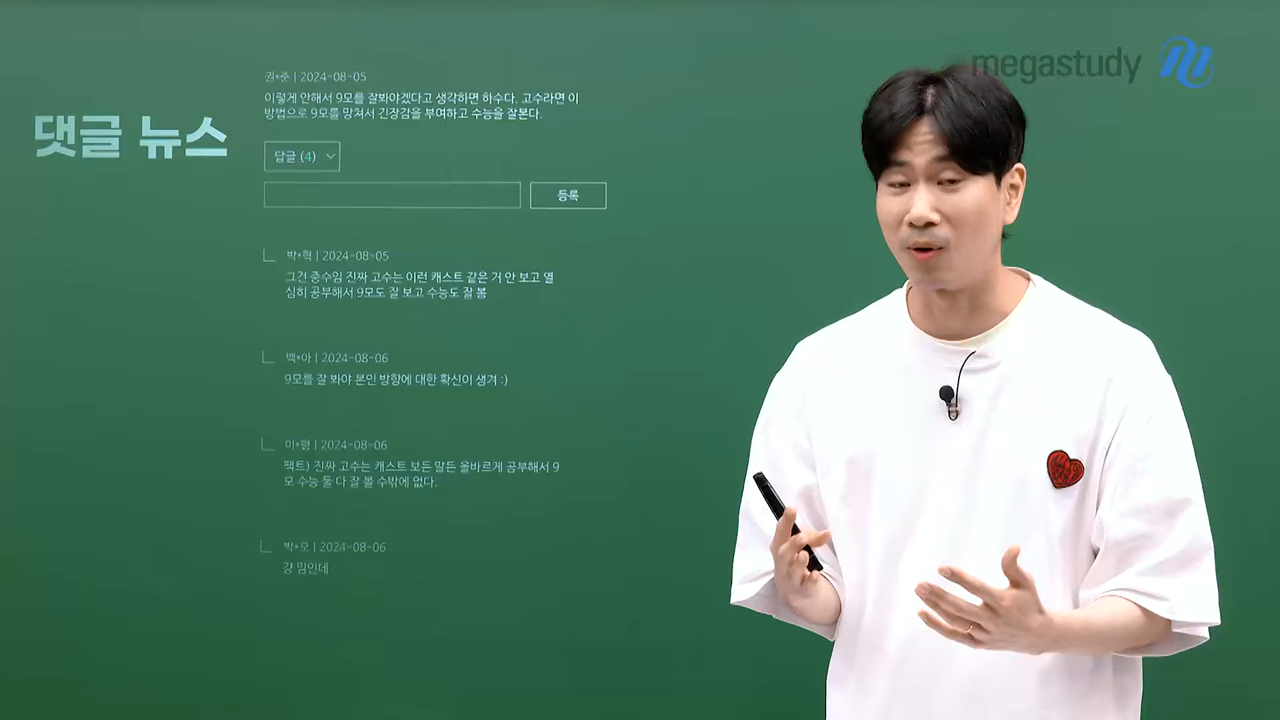 megastudy
댓글 뉴스
권*준 | 2024-08-05
이렇게 안해서 9모를 잘봐야겠다고 생각하면 하수다. 고수라면 이
방법으로 9모를 망쳐서 긴장감을 부여하고 수능을 잘본다.
답글 (4)
등록
박*혁 | 2024-08-05
그건 중수임 진짜 고수는 이런 캐스트 같은 거 안 보고 열
심히 공부해서 9모도 잘 보고 수능도 잘 봄
백*아 | 2024-08-06
9모를 잘 봐야 본인 방향에 대한 확신이 생겨 :)
이*형 | 2024-08-06
팩트) 진짜 고수는 캐스트 보든 말든 올바르게 공부해서 9
모 수능 둘 다 잘 볼 수밖에 없다.
박*모 | 2024-08-06
걍 밈인데